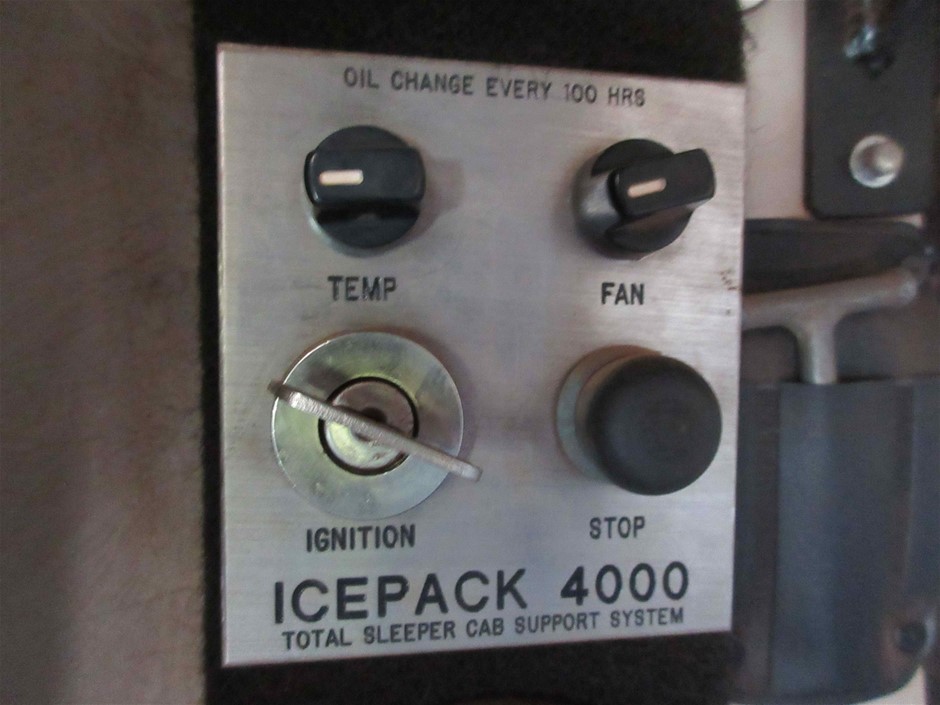 OIL CHANGE EVERY 100 HRS
TEMP FAN
IGNITION STOP
ICEPACK 4000
TOTAL SLEEPER CAB SUPPORT SYSTEM